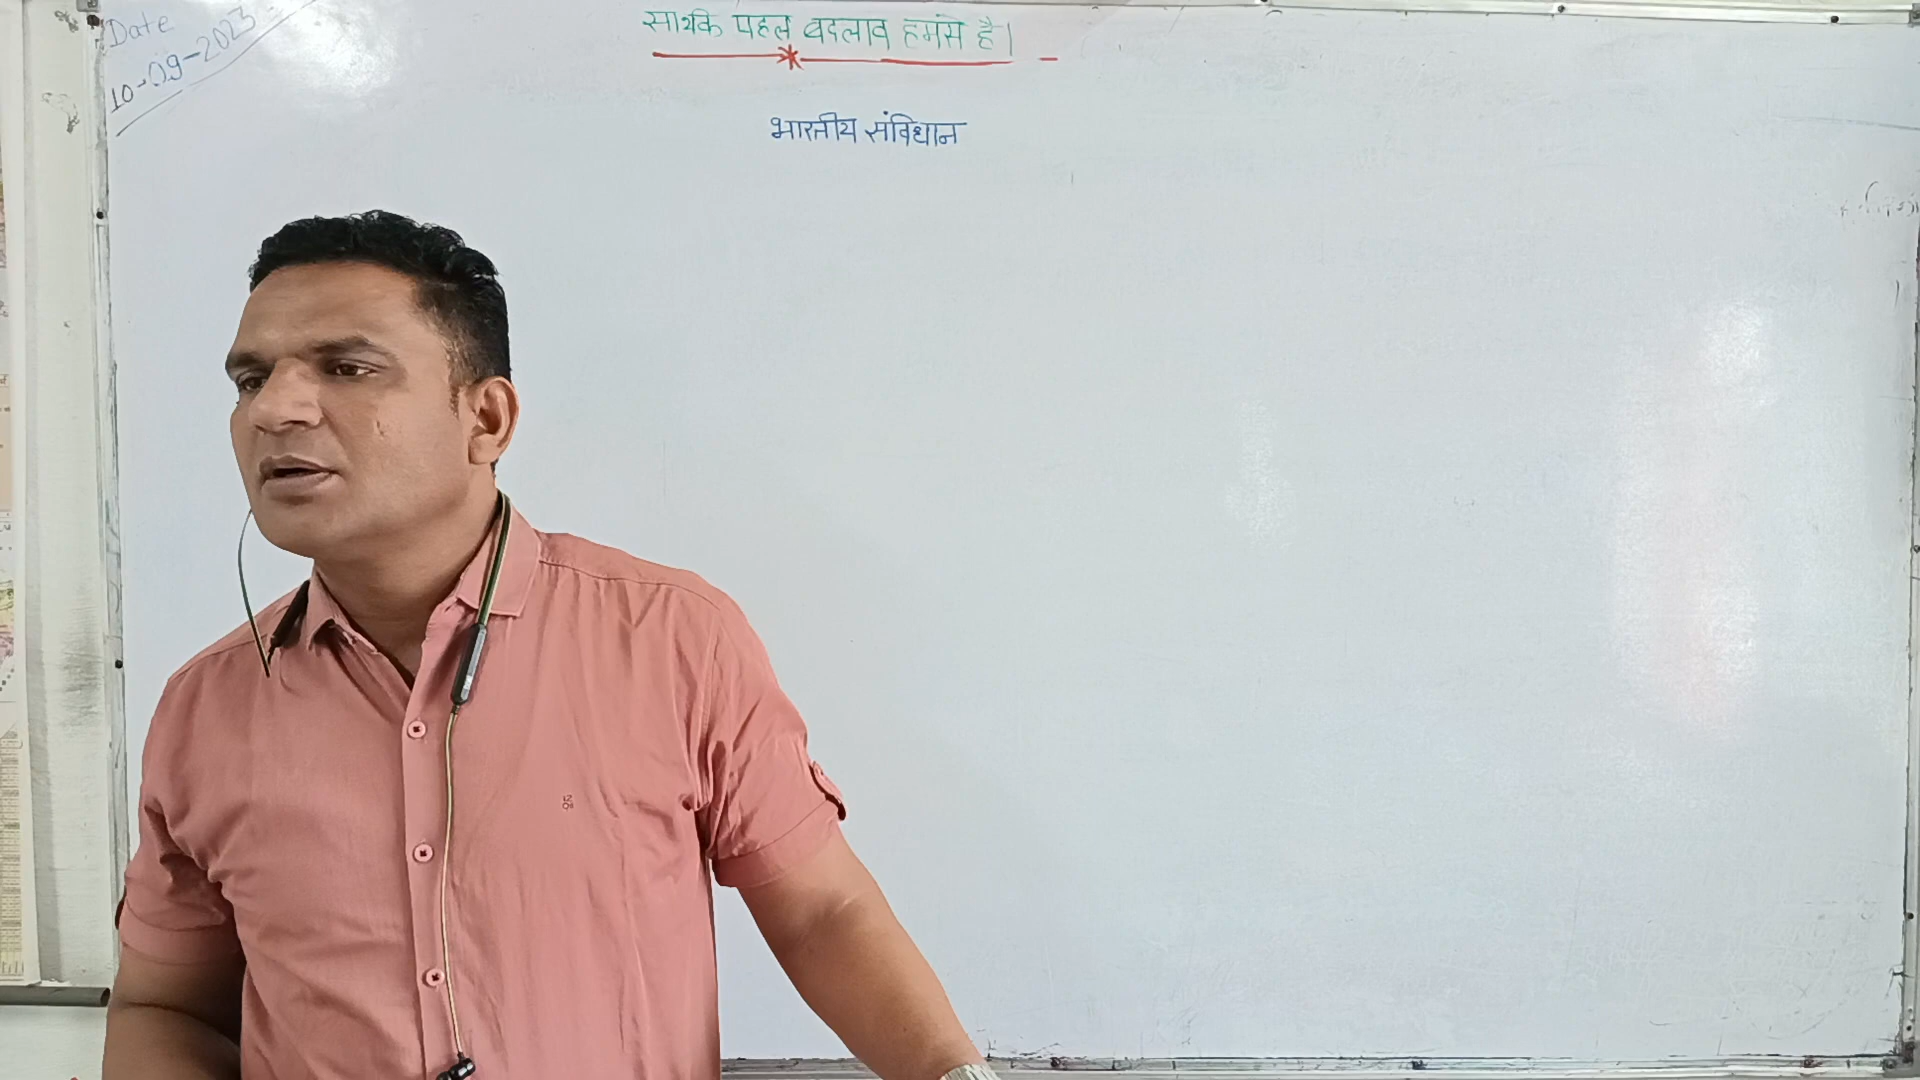 Date
10-09-2023
सार्थक पहल बदलाव हमसे है।
भारतीय संविधान